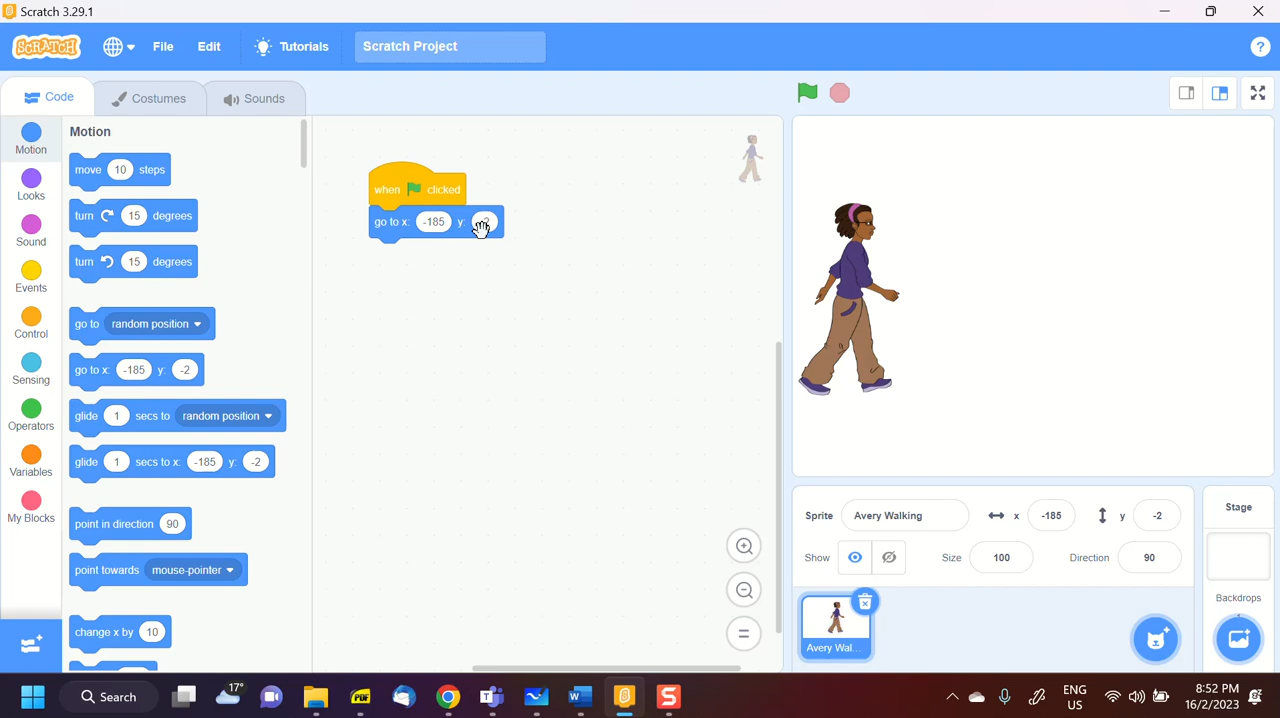 Scratch 3.29.1
SCRATCH File Edit Tutorials Scratch Project ?
Code Costumes Sounds
Motion
Looks
Sound
Events
Control
Sensing
Operators
Variables
My Blocks
Motion
move 10 steps
turn 15 degrees
turn 15 degrees
go to random position
go to x: -185 y: -2
glide 1 secs to random position
glide 1 secs to x: -185 y: -2
point in direction 90
point towards mouse-pointer
change x by 10
when clicked
go to x: -185 y:
Sprite Avery Walking x -185 y -2
Show Size 100 Direction 90
Avery Wal...
Stage
Backdrops
17°
Search
PDF
ENG
US
8:52 PM
16/2/2023